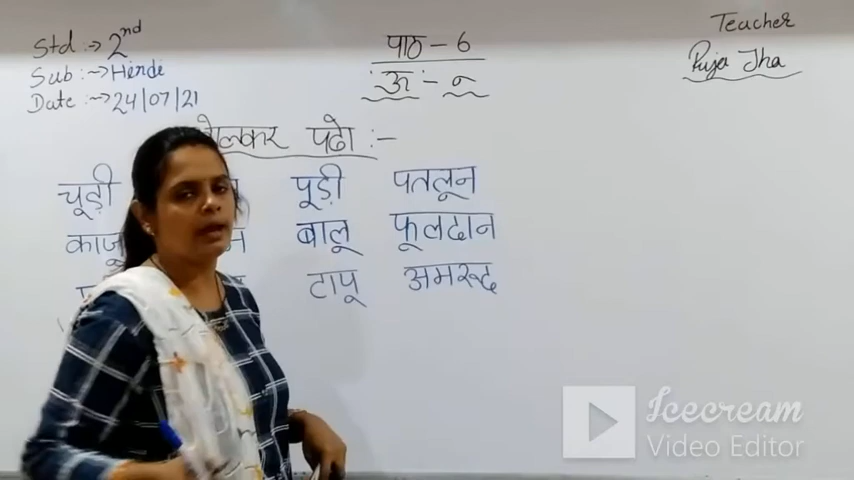 Std :→ 2nd
Sub :→ Hindi
Date :→ 24/07/21
पाठ - 6
ऊ - ू
Teacher
Puja Jha
पढो :-
चूड़ी पूड़ी पतलून
काजू बालू फूलदान
टापू अमरूद
Icecream
Video Editor